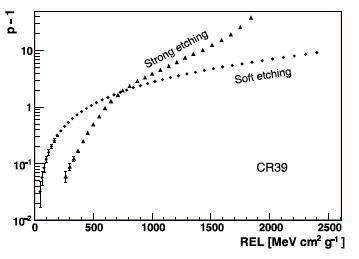 p - 1
10
1
10⁻¹
10⁻²
Strong etching
Soft etching
CR39
0 500 1000 1500 2000 2500
REL [MeV cm² g⁻¹]